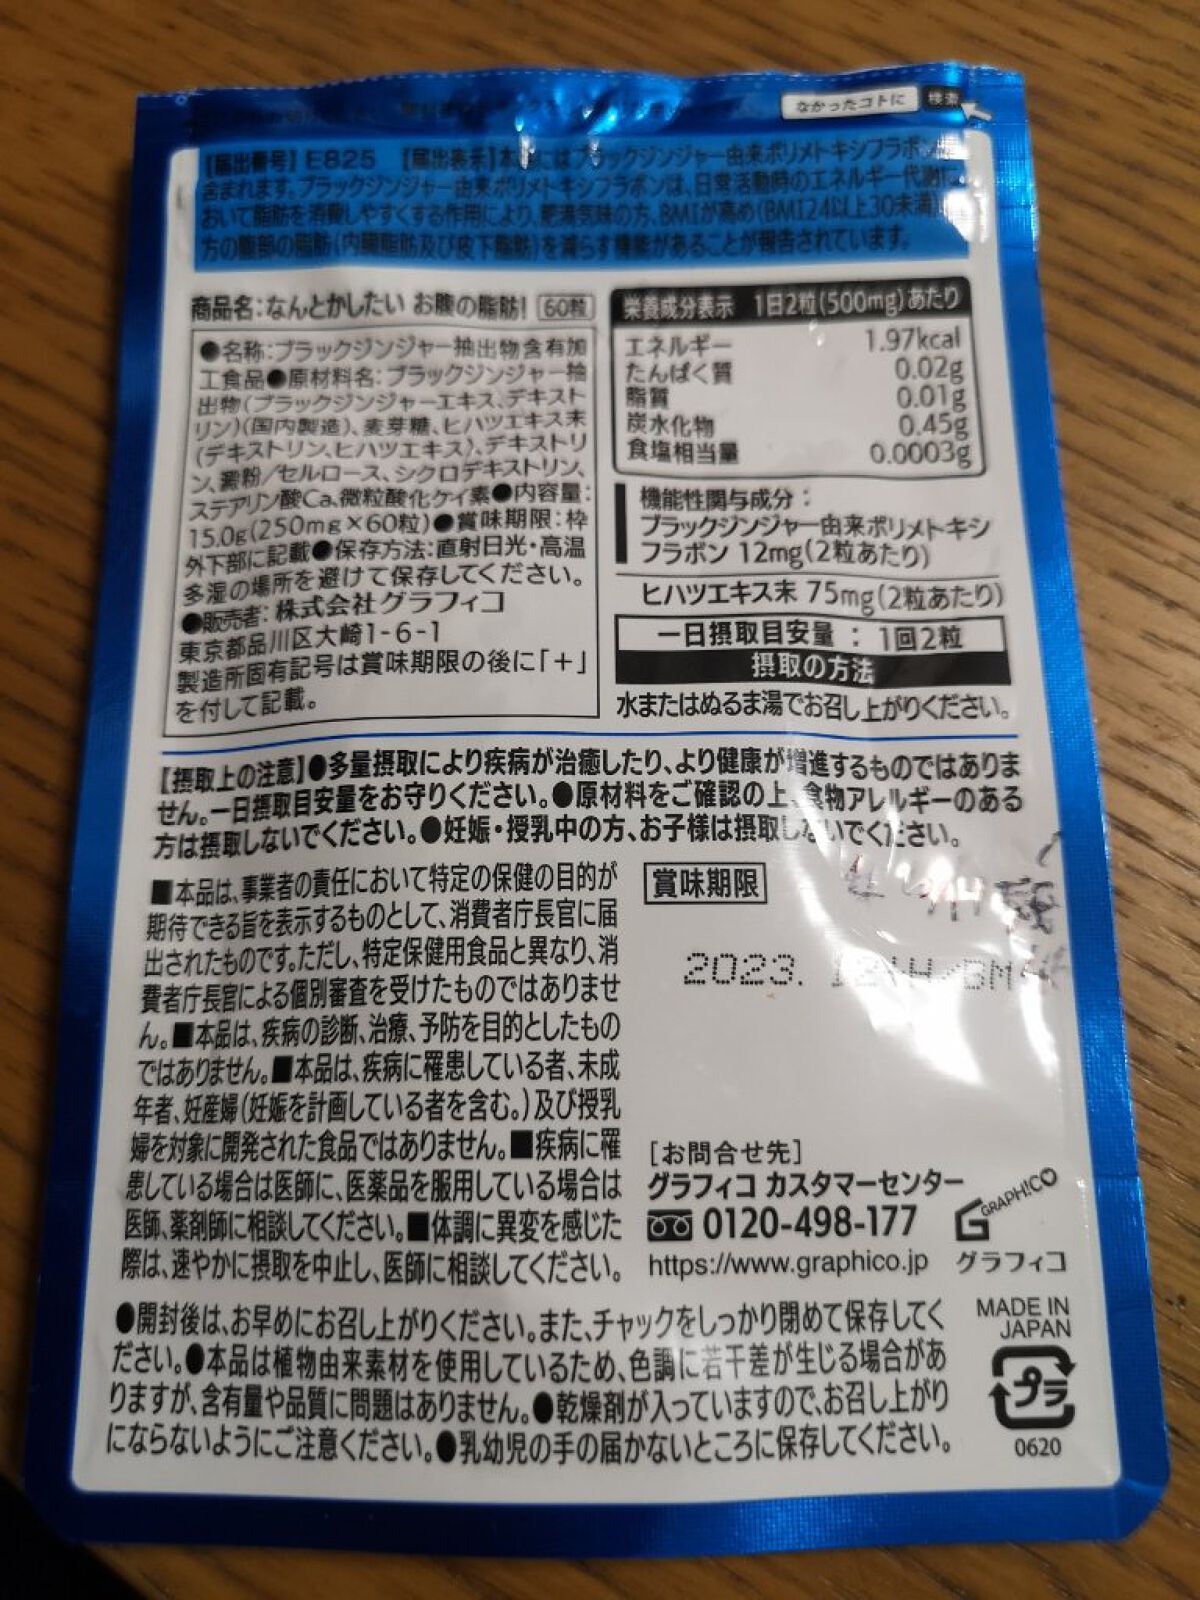 なかったコトに 検索
【届出番号】E825 【届出表示】本品にはブラックジンジャー由来ポリメトキシフラボンが
含まれます。ブラックジンジャー由来ポリメトキシフラボンは、日常活動時のエネルギー代謝に
おいて脂肪を消費しやすくする作用により、肥満気味の方、BMIが高め(BMI24以上30未満)の
方の腹部の脂肪(内臓脂肪及び皮下脂肪)を減らす機能があることが報告されています。
商品名:なんとかしたい お腹の脂肪! 60粒
●名称:ブラックジンジャー抽出物含有加
工食品●原材料名:ブラックジンジャー抽
出物(ブラックジンジャーエキス、デキスト
リン)(国内製造)、麦芽糖、ヒハツエキス末
(デキストリン、ヒハツエキス)、デキストリ
ン、澱粉/セルロース、シクロデキストリン、
ステアリン酸Ca、微粒酸化ケイ素●内容量:
15.0g(250mg×60粒)●賞味期限:枠
外下部に記載●保存方法:直射日光・高温
多湿の場所を避けて保存してください。
●販売者:株式会社グラフィコ
東京都品川区大崎1-6-1
製造所固有記号は賞味期限の後に「+」
を付して記載。
栄養成分表示 1日2粒(500mg)あたり
エネルギー 1.97kcal
たんぱく質 0.02g
脂質 0.01g
炭水化物 0.45g
食塩相当量 0.0003g
機能性関与成分:
ブラックジンジャー由来ポリメトキシ
フラボン 12mg(2粒あたり)
ヒハツエキス末 75mg(2粒あたり)
一日摂取目安量 : 1回2粒
摂取の方法
水またはぬるま湯でお召し上がりください。
【摂取上の注意】●多量摂取により疾病が治癒したり、より健康が増進するものではありま
せん。一日摂取目安量をお守りください。●原材料をご確認の上、食物アレルギーのある
方は摂取しないでください。●妊娠・授乳中の方、お子様は摂取しないでください。
■本品は、事業者の責任において特定の保健の目的が
期待できる旨を表示するものとして、消費者庁長官に届
出されたものです。ただし、特定保健用食品と異なり、消
費者庁長官による個別審査を受けたものではありませ
ん。■本品は、疾病の診断、治療、予防を目的としたもの
ではありません。■本品は、疾病に罹患している者、未成
年者、妊産婦(妊娠を計画している者を含む。)及び授乳
婦を対象に開発された食品ではありません。■疾病に罹
患している場合は医師に、医薬品を服用している場合は
医師、薬剤師に相談してください。■体調に異変を感じた
際は、速やかに摂取を中止し、医師に相談してください。
賞味期限
2023.
[お問合せ先]
グラフィコ カスタマーセンター
0120-498-177
https://www.graphico.jp
GRAPHICO
グラフィコ
●開封後は、お早めにお召し上がりください。また、チャックをしっかり閉めて保存してく
ださい。●本品は植物由来素材を使用しているため、色調に若干差が生じる場合があ
りますが、含有量や品質に問題はありません。●乾燥剤が入っていますので、お召し上がり
にならないようにご注意ください。●乳幼児の手の届かないところに保存してください。
MADE IN
JAPAN
プラ
0620